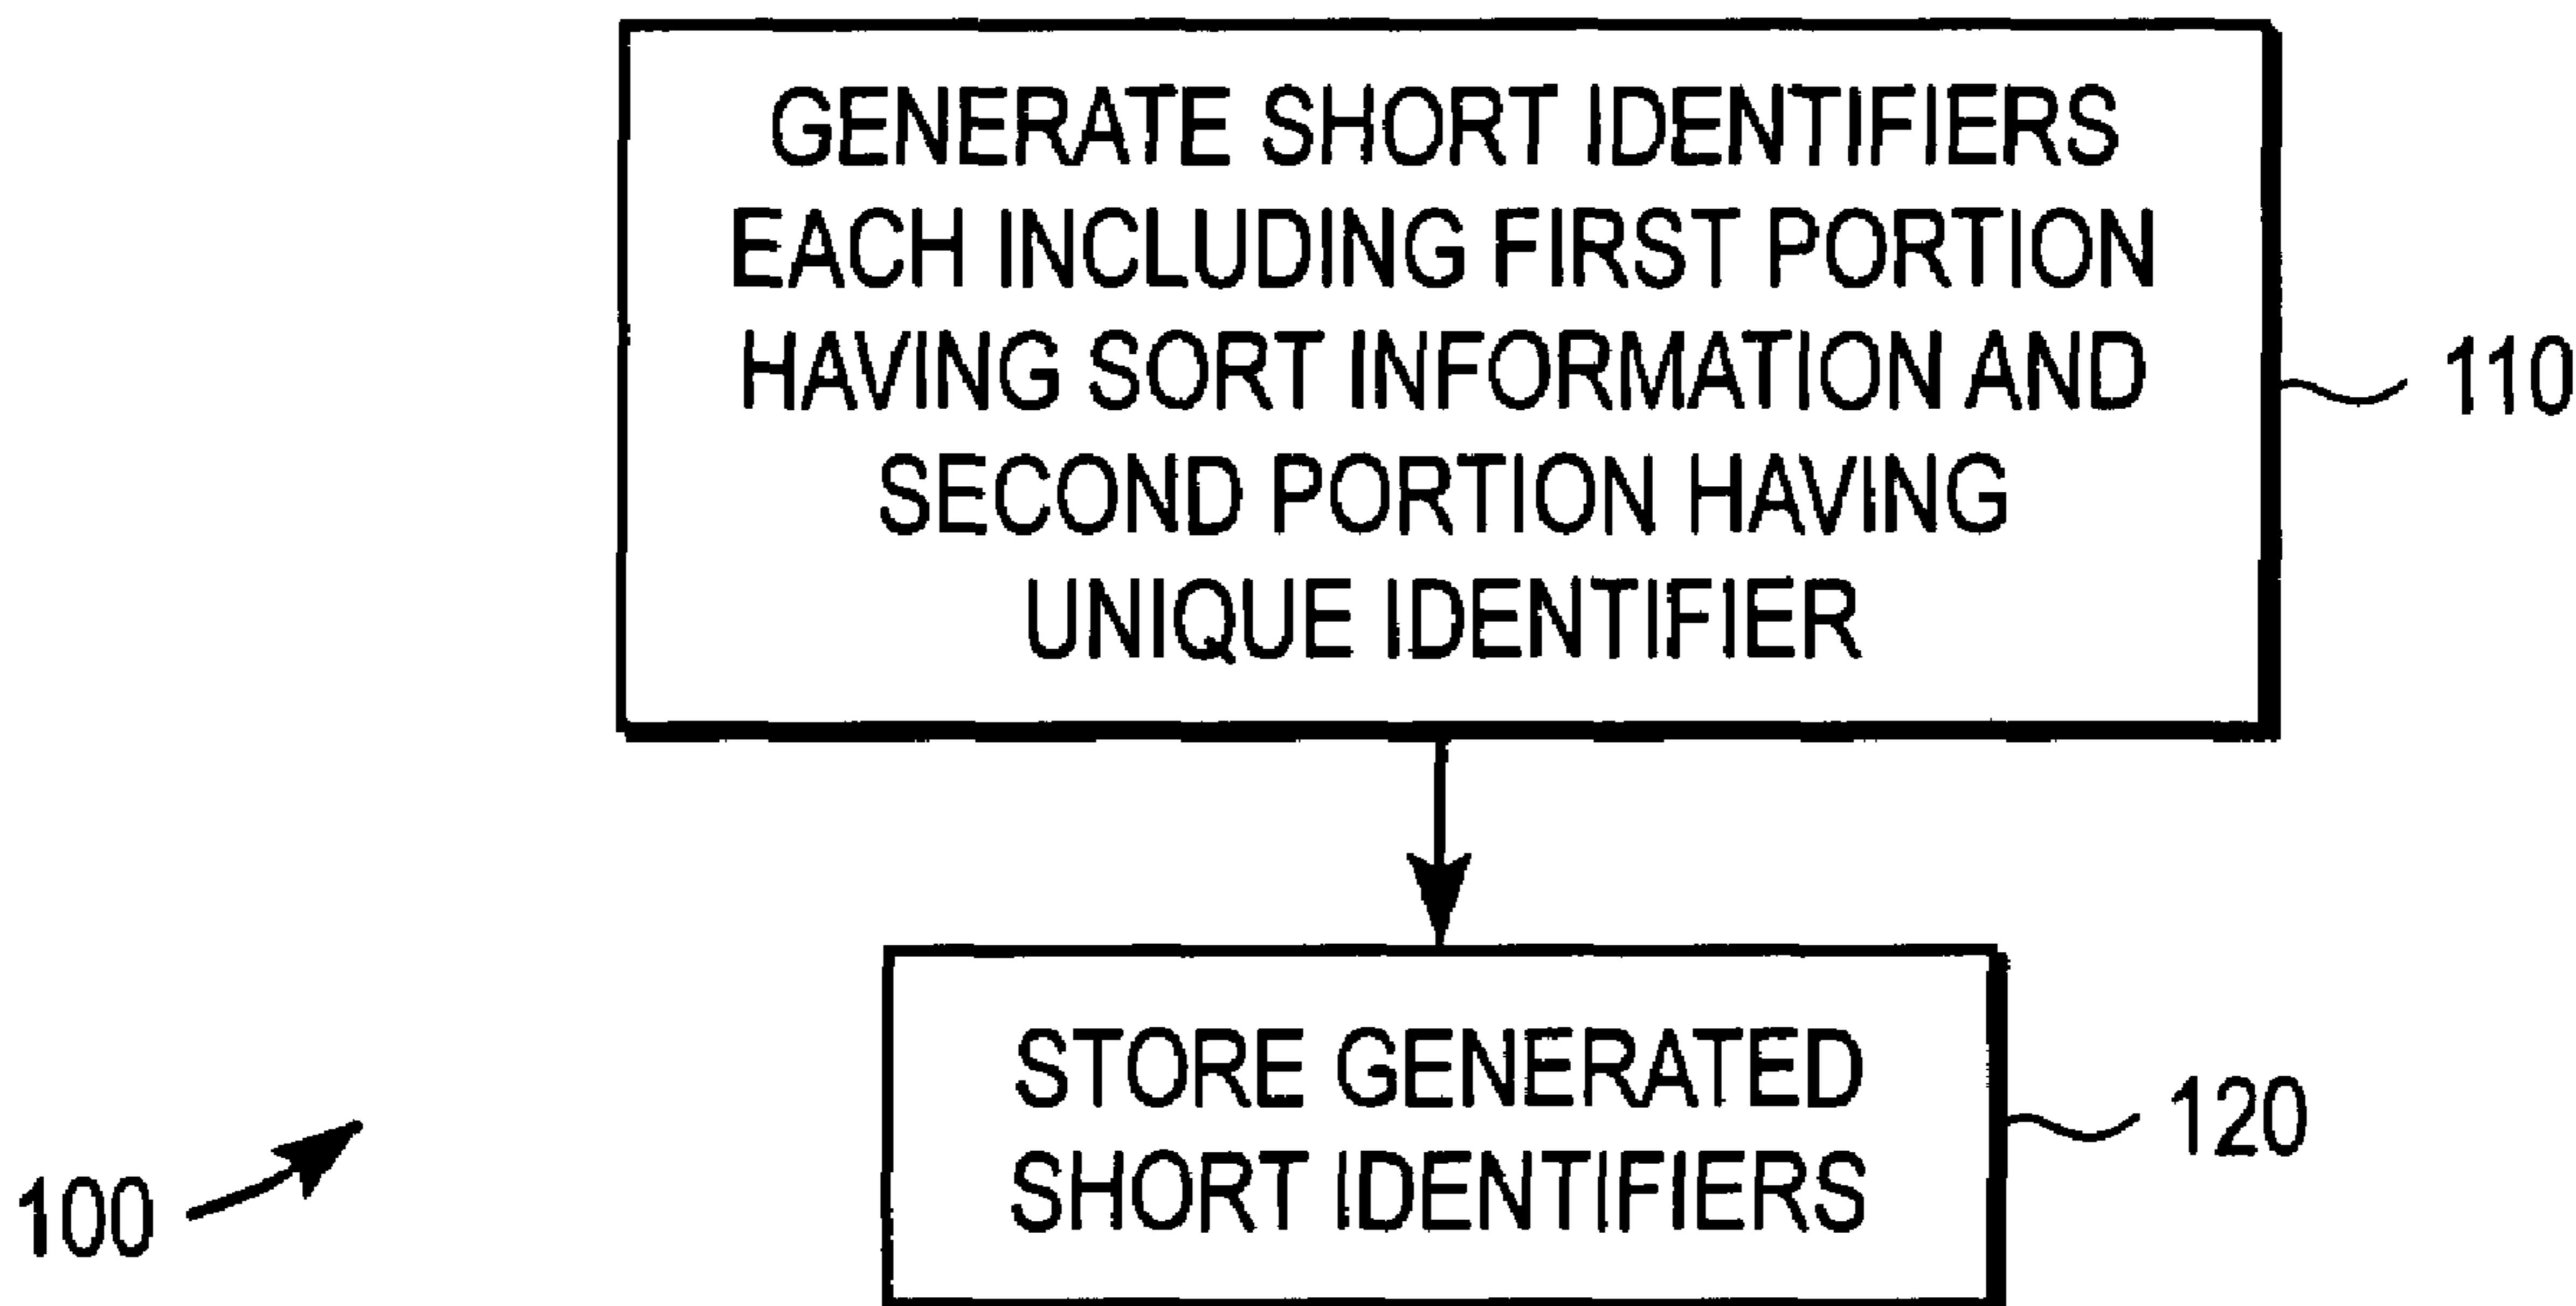 GENERATE SHORT IDENTIFIERS
EACH INCLUDING FIRST PORTION
HAVING SORT INFORMATION AND
SECOND PORTION HAVING
UNIQUE IDENTIFIER
110
STORE GENERATED
SHORT IDENTIFIERS
120
100